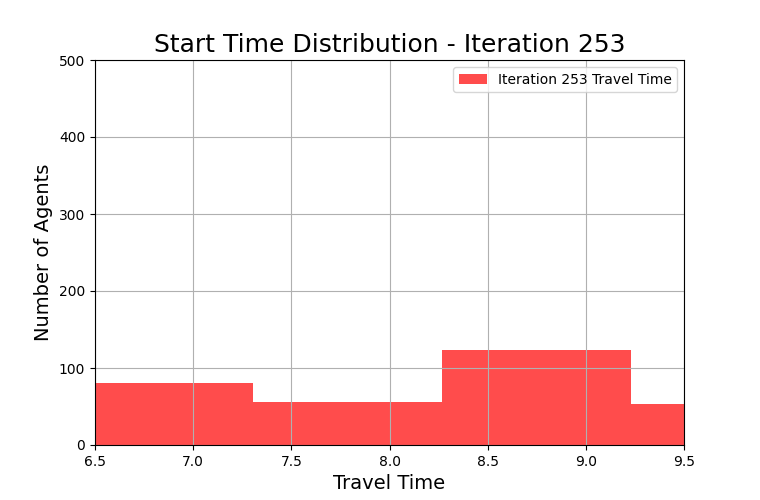 Start Time Distribution - Iteration 253
Iteration 253 Travel Time
Number of Agents
500
400
300
200
100
0
6.5 7.0 7.5 8.0 8.5 9.0 9.5
Travel Time